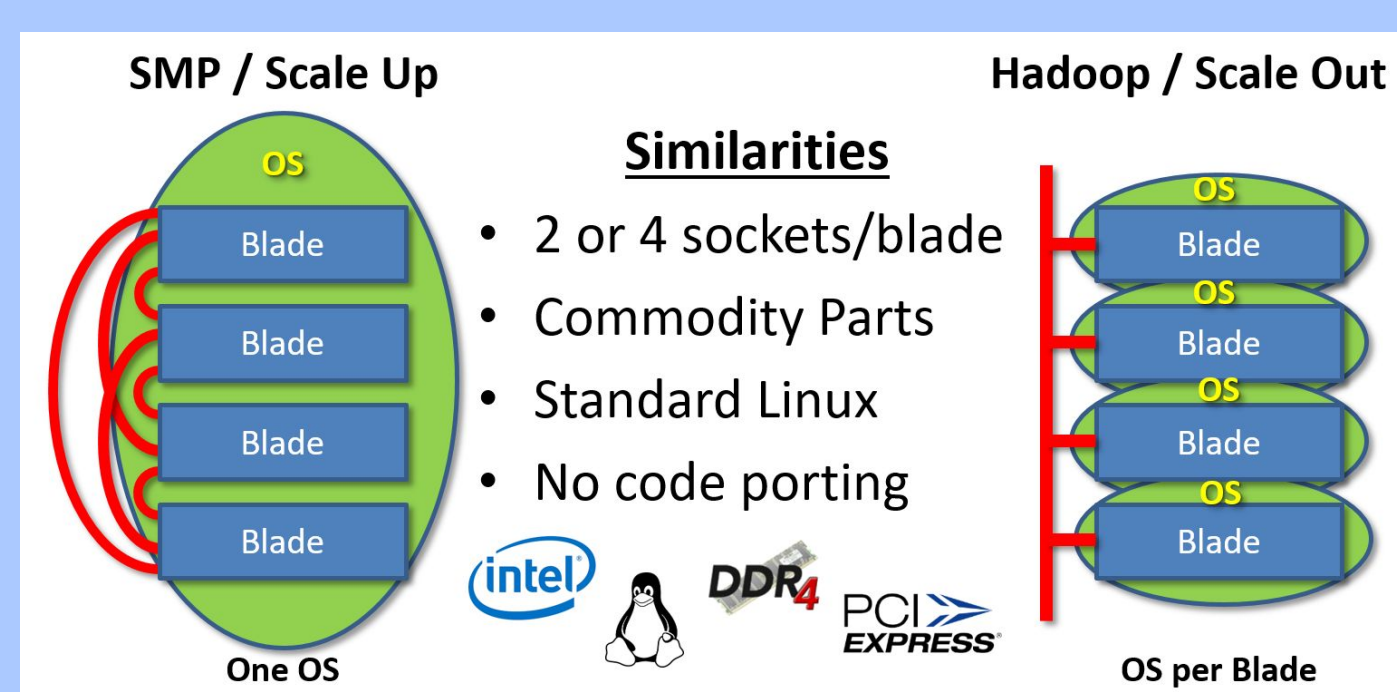 SMP / Scale Up
OS
Blade
Blade
Blade
Blade
One OS
Similarities
• 2 or 4 sockets/blade
• Commodity Parts
• Standard Linux
• No code porting
intel®
DDR4
PCI
EXPRESS®
Hadoop / Scale Out
OS
Blade
OS
Blade
OS
Blade
OS
Blade
OS per Blade